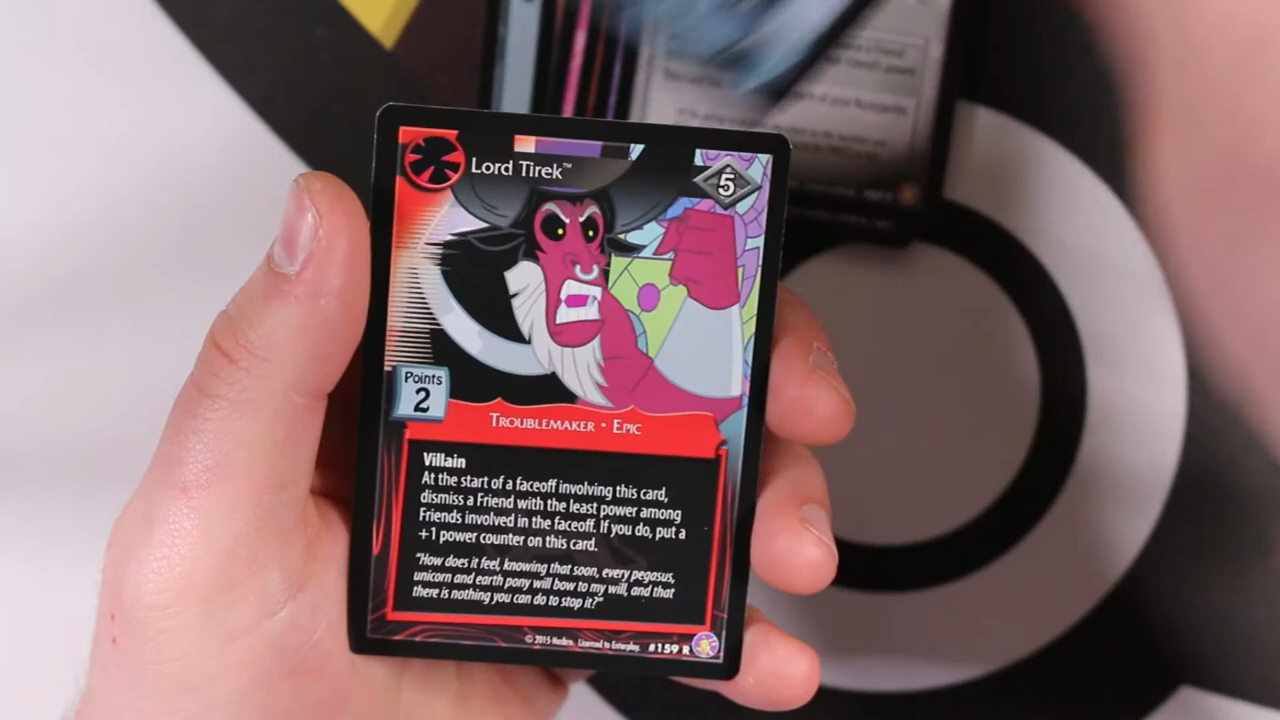 Lord Tirek™
5
Points
2
Troublemaker • Epic
Villain
At the start of a faceoff involving this card,
dismiss a Friend with the least power among
Friends involved in the faceoff. If you do, put a
+1 power counter on this card.
"How does it feel, knowing that soon, every pegasus,
unicorn and earth pony will bow to my will, and that
there is nothing you can do to stop it?"
© 2015 Hasbro. Licensed to Enterplay. #159 R